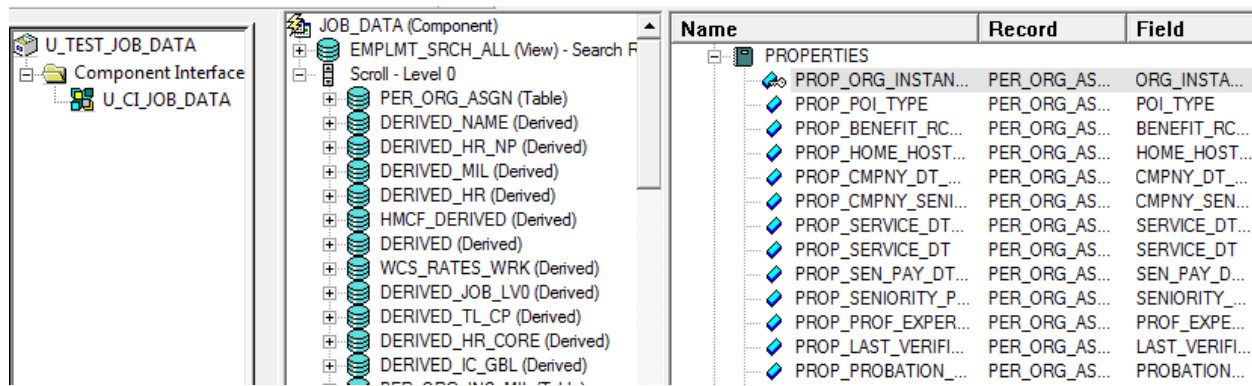 U_TEST_JOB_DATA
Component Interface
U_CI_JOB_DATA
JOB_DATA (Component)
EMPLMT_SRCH_ALL (View) - Search R
Scroll - Level 0
PER_ORG_ASGN (Table)
DERIVED_NAME (Derived)
DERIVED_HR_NP (Derived)
DERIVED_MIL (Derived)
DERIVED_HR (Derived)
HMCF_DERIVED (Derived)
DERIVED (Derived)
WCS_RATES_WRK (Derived)
DERIVED_JOB_LV0 (Derived)
DERIVED_TL_CP (Derived)
DERIVED_HR_CORE (Derived)
DERIVED_IC_GBL (Derived)
Name Record Field
PROPERTIES
PROP_ORG_INSTAN... PER_ORG_AS... ORG_INSTA...
PROP_POI_TYPE PER_ORG_AS... POI_TYPE
PROP_BENEFIT_RC... PER_ORG_AS... BENEFIT_RC...
PROP_HOME_HOST... PER_ORG_AS... HOME_HOST...
PROP_CMPNY_DT_... PER_ORG_AS... CMPNY_DT_...
PROP_CMPNY_SENI... PER_ORG_AS... CMPNY_SEN...
PROP_SERVICE_DT... PER_ORG_AS... SERVICE_DT...
PROP_SERVICE_DT PER_ORG_AS... SERVICE_DT
PROP_SEN_PAY_DT... PER_ORG_AS... SEN_PAY_D...
PROP_SENIORITY_P... PER_ORG_AS... SENIORITY_...
PROP_PROF_EXPER... PER_ORG_AS... PROF_EXPE...
PROP_LAST_VERIFI... PER_ORG_AS... LAST_VERIFI...
PROP_PROBATION_... PER_ORG_AS... PROBATION...